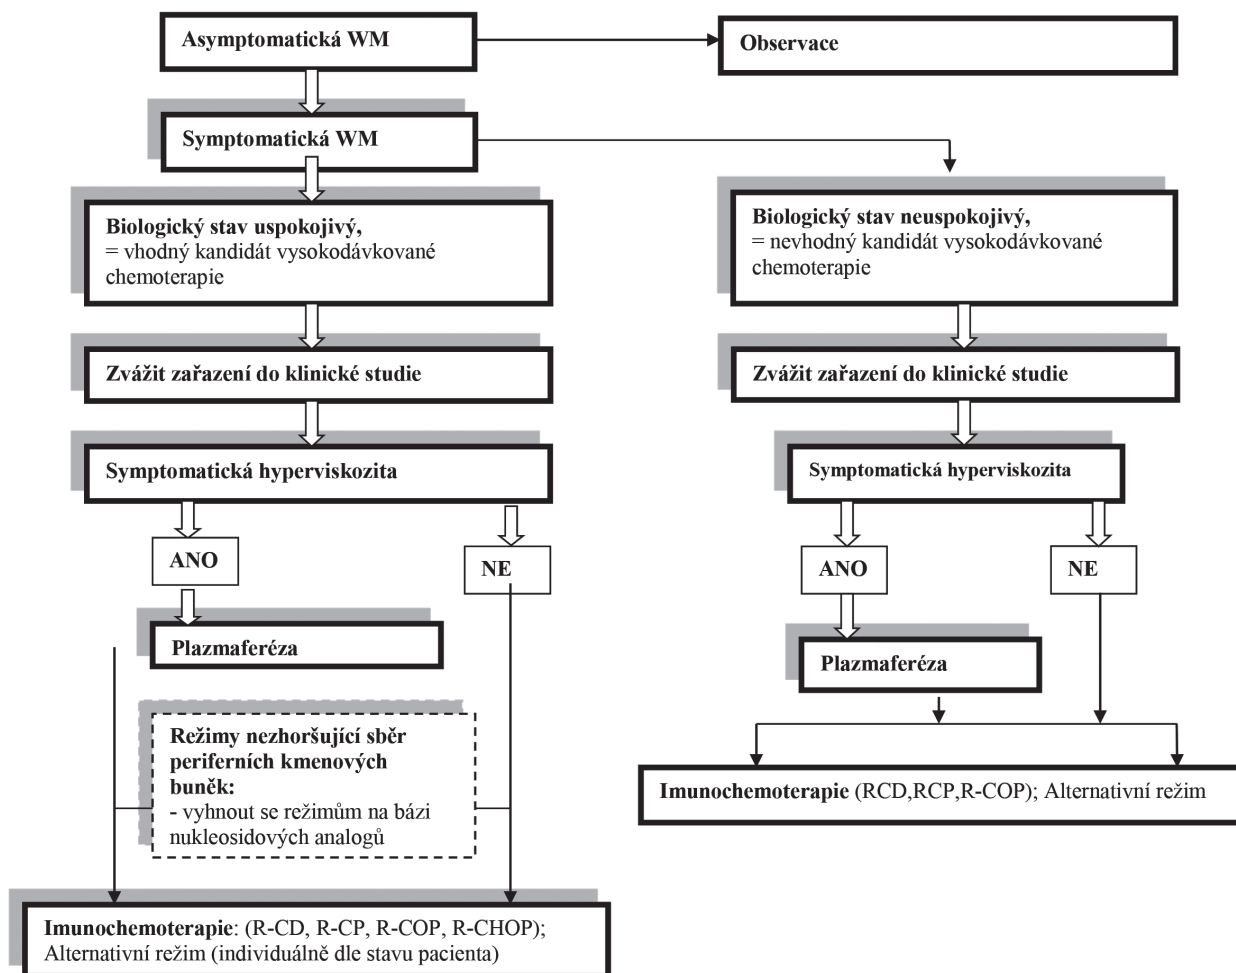 Asymptomatická WM
Observace
Symptomatická WM
Biologický stav uspokojivý,
= vhodný kandidát vysokodávkované
chemoterapie
Zvážit zařazení do klinické studie
Symptomatická hyperviskozita
ANO
NE
Plazmaferéza
Režimy nezhoršující sběr
periferních kmenových
buněk:
- vyhnout se režimům na bázi
nukleosidových analogů
Imunochemoterapie: (R-CD, R-CP, R-COP, R-CHOP);
Alternativní režim (individuálně dle stavu pacienta)
Biologický stav neuspokojivý,
= nevhodný kandidát vysokodávkované
chemoterapie
Zvážit zařazení do klinické studie
Symptomatická hyperviskozita
ANO
NE
Plazmaferéza
Imunochemoterapie (RCD,RCP,R-COP); Alternativní režim